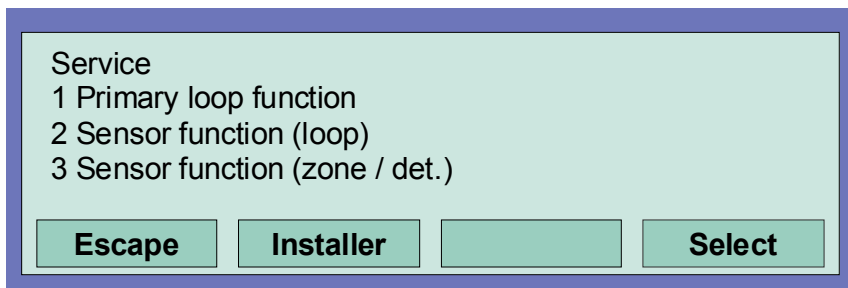 Service
1 Primary loop function
2 Sensor function (loop)
3 Sensor function (zone / det.)
Escape Installer Select